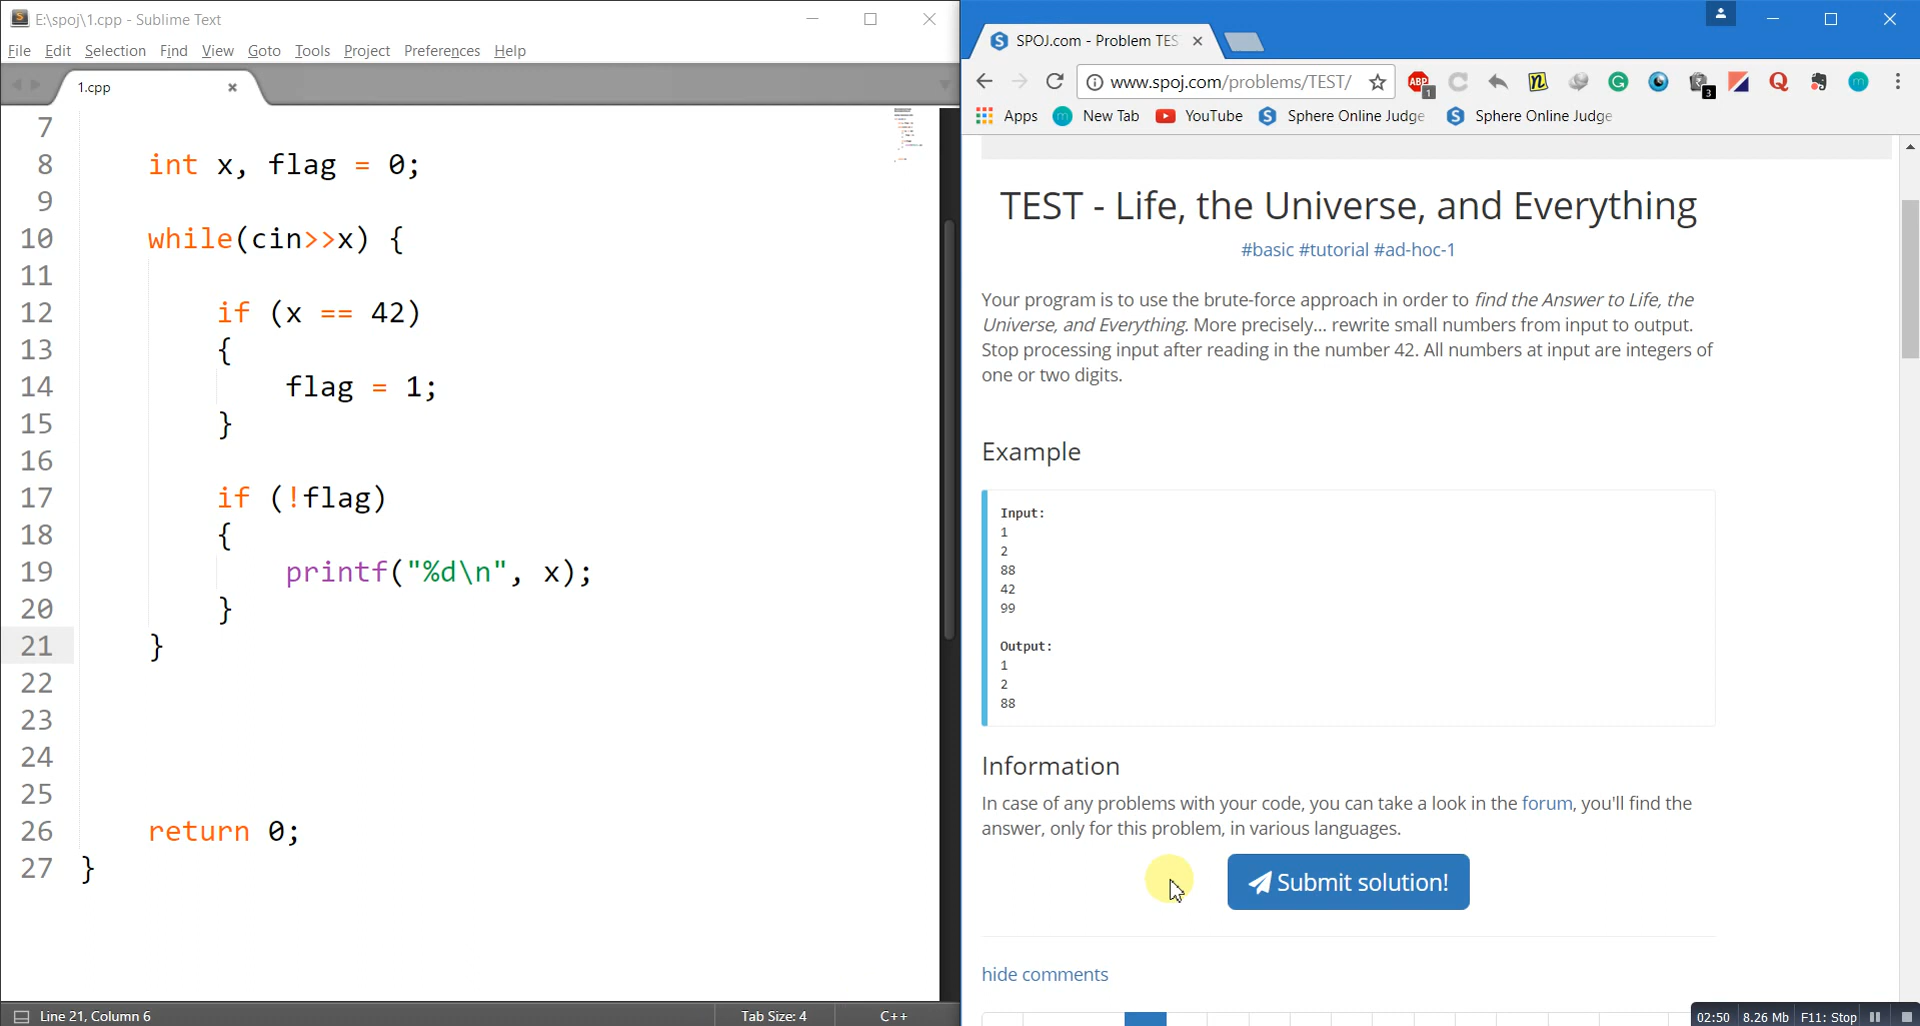 E:\spoj\1.cpp - Sublime Text
File Edit Selection Find View Goto Tools Project Preferences Help
1.cpp
7
8 int x, flag = 0;
9
10 while(cin>>x) {
11
12 if (x == 42)
13 {
14 flag = 1;
15 }
16
17 if (!flag)
18 {
19 printf("%d\n", x);
20 }
21 }
22
23
24
25
26 return 0;
27 }
Line 21, Column 6 Tab Size: 4 C++
SPOJ.com - Problem TES
www.spoj.com/problems/TEST/
ABP 1 3
Apps New Tab YouTube Sphere Online Judge Sphere Online Judge
TEST - Life, the Universe, and Everything
#basic #tutorial #ad-hoc-1
Your program is to use the brute-force approach in order to find the Answer to Life, the
Universe, and Everything. More precisely... rewrite small numbers from input to output.
Stop processing input after reading in the number 42. All numbers at input are integers of
one or two digits.
Example
Input:
1
2
88
42
99
Output:
1
2
88
Information
In case of any problems with your code, you can take a look in the forum, you'll find the
answer, only for this problem, in various languages.
Submit solution!
hide comments
02:50 8.26 Mb F11: Stop